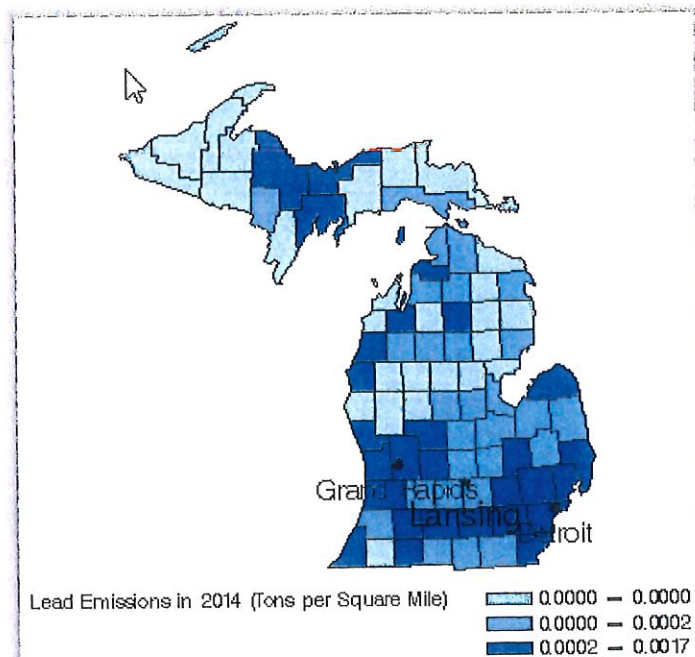 Grand Rapids
Lansing
Detroit
Lead Emissions in 2014 (Tons per Square Mile)
0.0000 - 0.0000
0.0000 - 0.0002
0.0002 - 0.0017